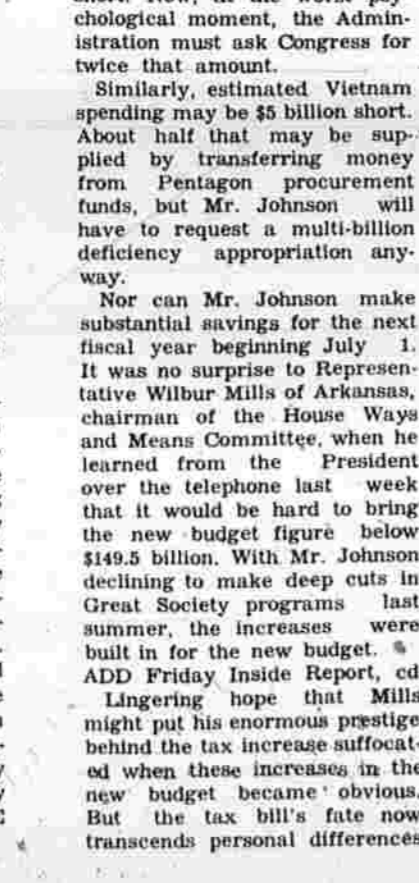 chological moment, the Admin-
istration must ask Congress for
twice that amount.
Similarly, estimated Vietnam
spending may be $5 billion short.
About half that may be sup-
plied by transferring money
from Pentagon procurement
funds, but Mr. Johnson will
have to request a multi-billion
deficiency appropriation any-
way.
Nor can Mr. Johnson make
substantial savings for the next
fiscal year beginning July 1.
It was no surprise to Represen-
tative Wilbur Mills of Arkansas,
chairman of the House Ways
and Means Committee, when he
learned from the President
over the telephone last week
that it would be hard to bring
the new budget figure below
$149.5 billion. With Mr. Johnson
declining to make deep cuts in
Great Society programs last
summer, the increases were
built in for the new budget.
ADD Friday Inside Report, cd
Lingering hope that Mills
might put his enormous prestige
behind the tax increase suffocat-
ed when these increases in the
new budget became obvious.
But the tax bill's fate now
transcends personal differences